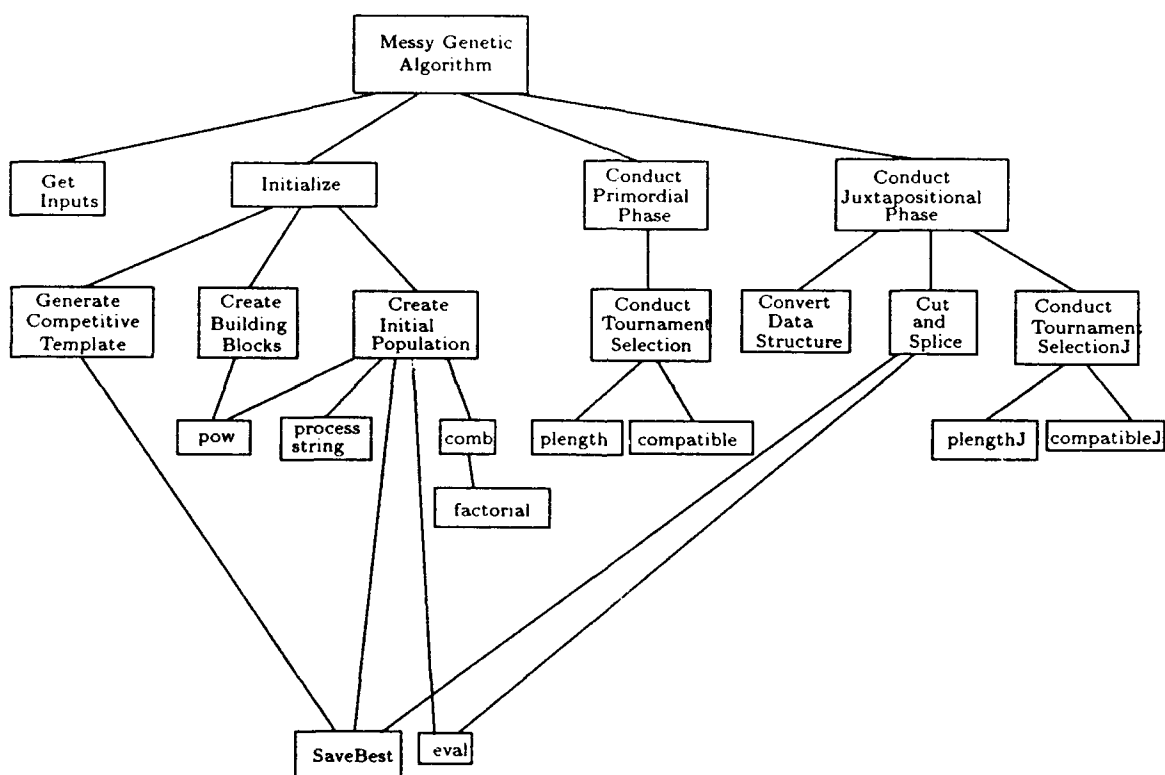 Messy Genetic
Algorithm
Get
Inputs
Initialize
Conduct
Primordial
Phase
Conduct
Juxtapositional
Phase
Generate
Competitive
Template
Create
Building
Blocks
Create
Initial
Population
Conduct
Tournament
Selection
Convert
Data
Structure
Cut
and
Splice
Conduct
Tournament
SelectionJ
pow
process
string
comb
plength
compatible
plengthJ
compatibleJ
factorial
SaveBest
eval